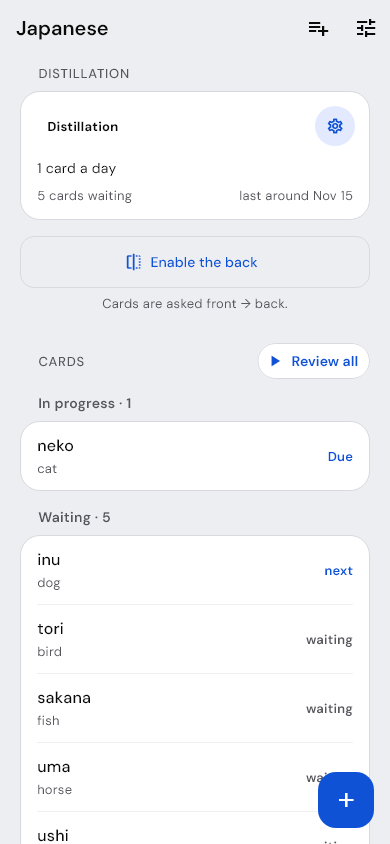 Japanese
DISTILLATION
Distillation
1 card a day
5 cards waiting
last around Nov 15
Enable the back
Cards are asked front → back.
CARDS
Review all
In progress · 1
neko
cat
Due
Waiting · 5
inu
dog
next
tori
bird
waiting
sakana
fish
waiting
uma
horse
ushi